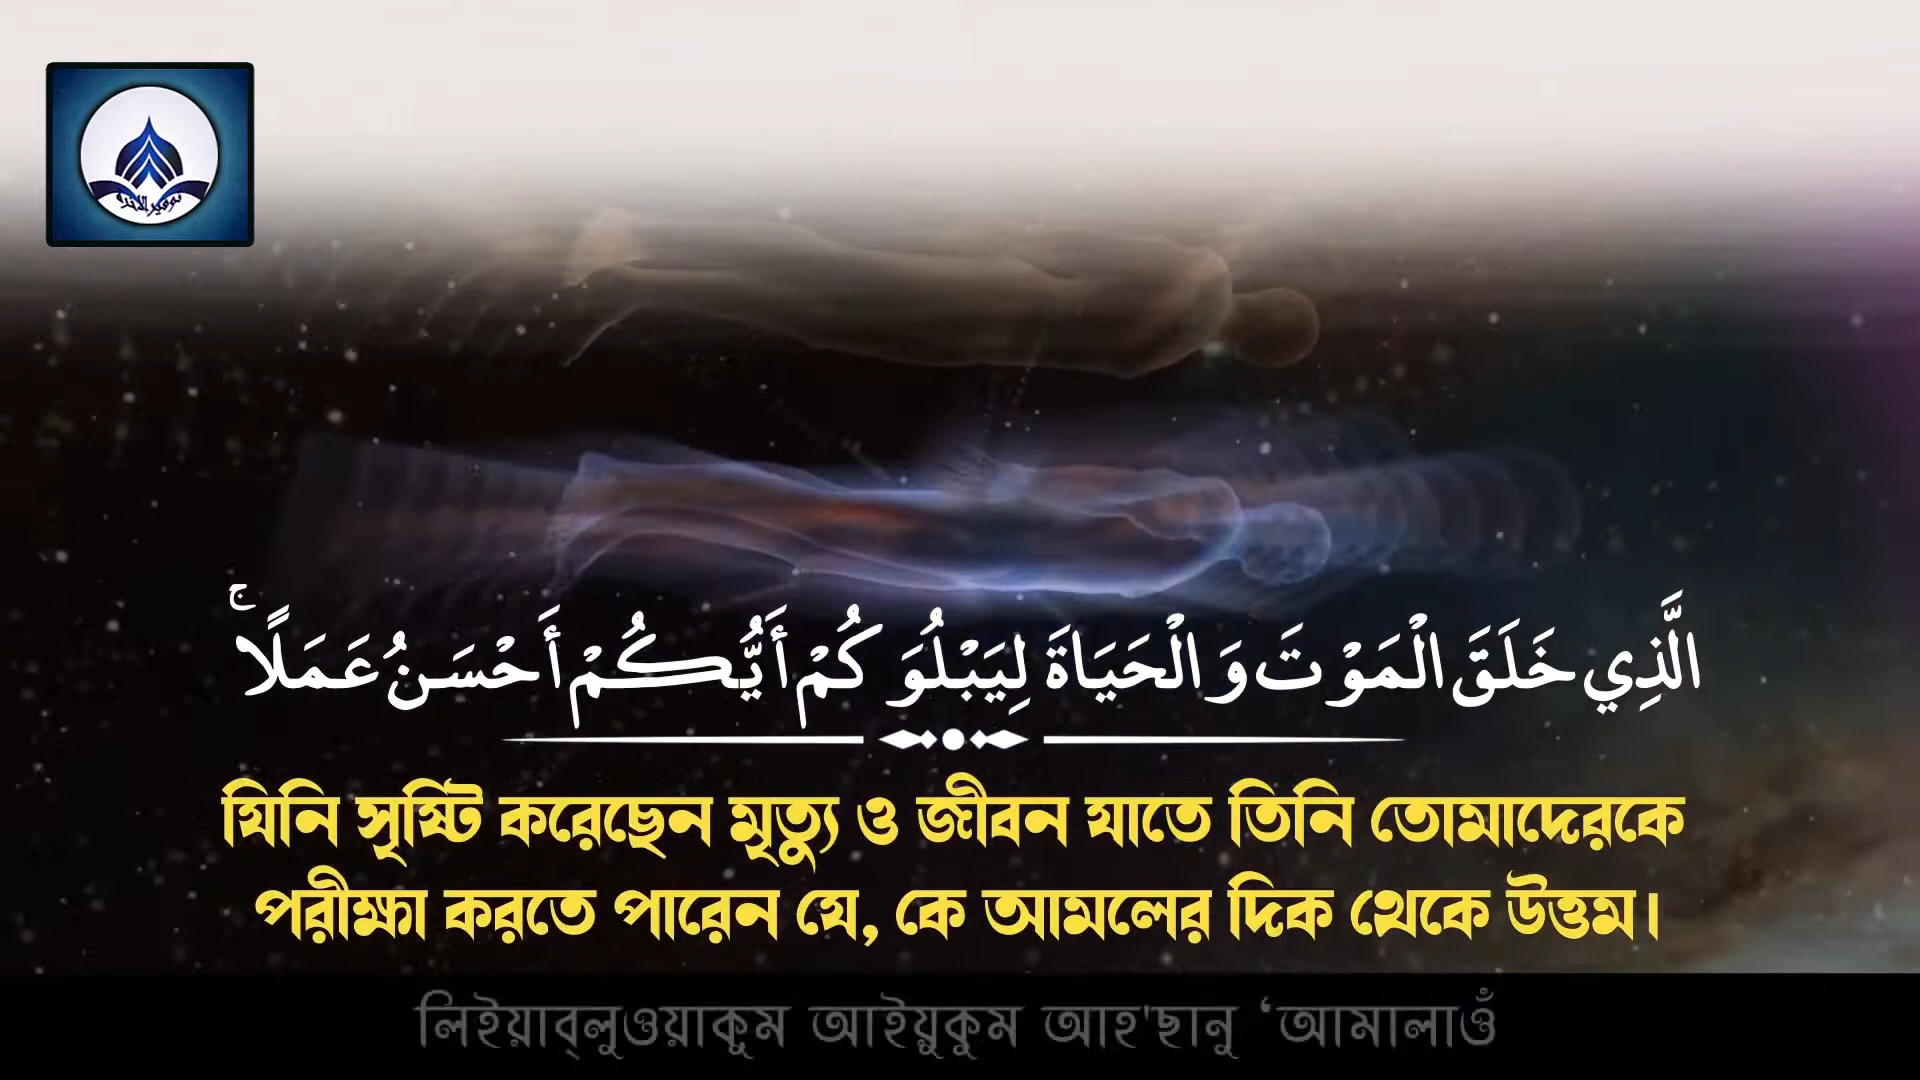 الَّذِي خَلَقَ الْمَوْتَ وَالْحَيَاةَ لِيَبْلُوَكُمْ أَيُّكُمْ أَحْسَنُ عَمَلًا ۚ
যিনি সৃষ্টি করেছেন মৃত্যু ও জীবন যাতে তিনি তোমাদেরকে
পরীক্ষা করতে পারেন যে, কে আমলের দিক থেকে উত্তম।
লিইয়াব্‌লুওয়াকুম আইয়ুকুম আহ'ছানু ‘আমালাওঁ